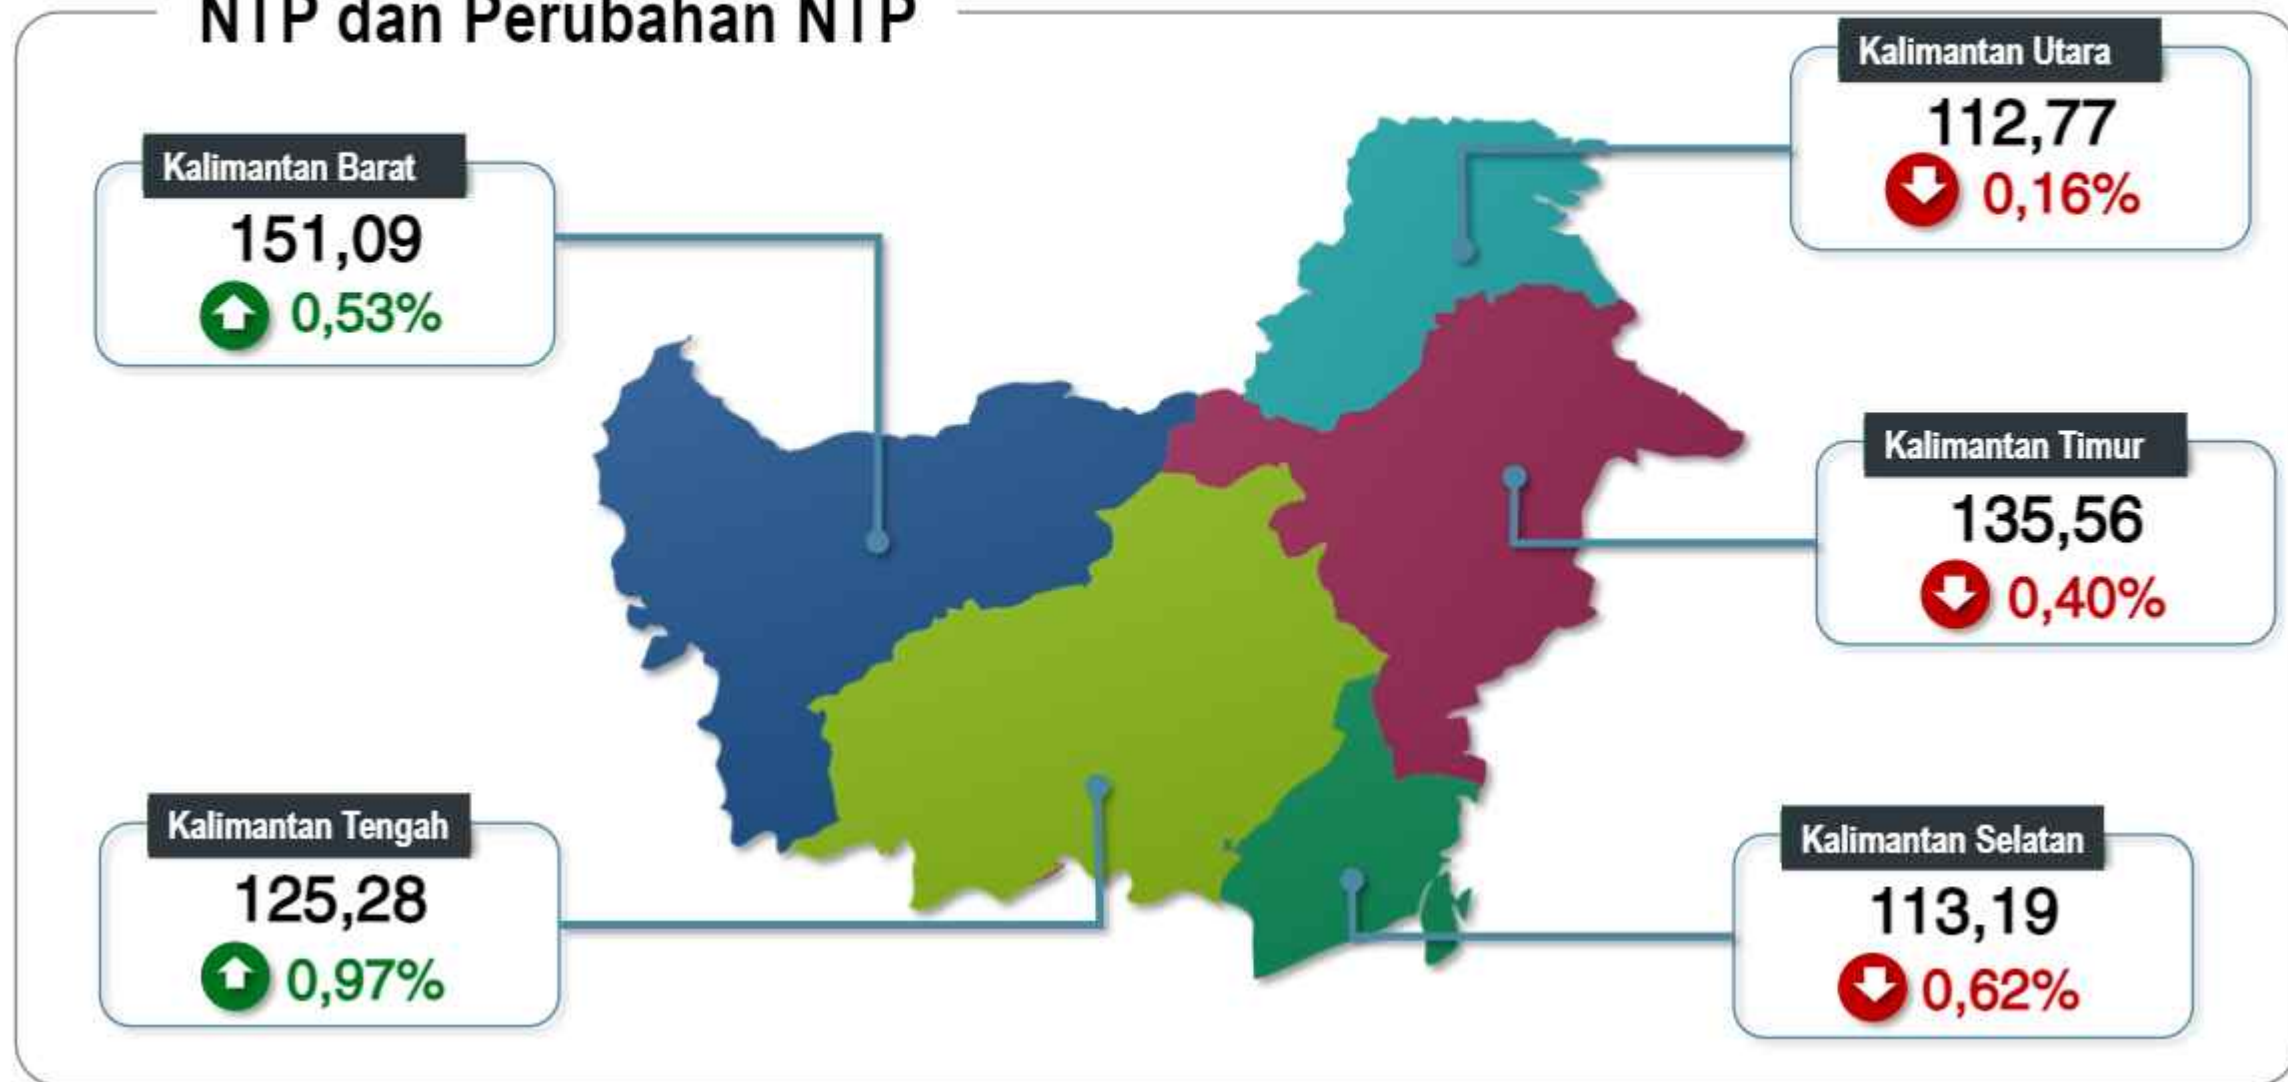 NTP dan Perubahan NTP
Kalimantan Utara
112,77
0,16%
Kalimantan Barat
151,09
0,53%
Kalimantan Timur
135,56
0,40%
Kalimantan Tengah
125,28
0,97%
Kalimantan Selatan
113,19
0,62%